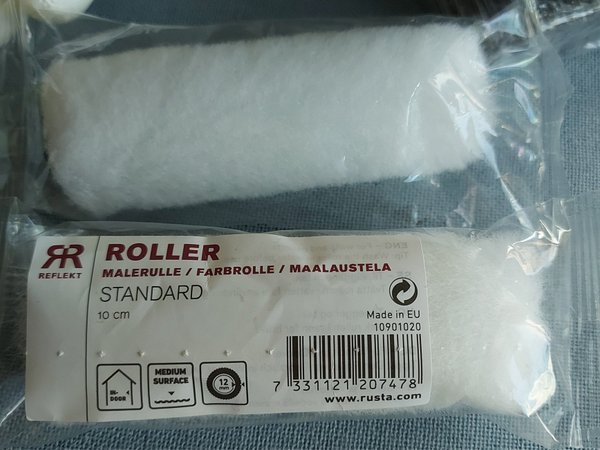 RR
REFLEKT
ROLLER
MALERULLE / FARBROLLE / MAALAUSTELA
STANDARD
10 cm
Made in EU
10901020
IN-
DOOR
MEDIUM
SURFACE
12
mm
7 331121 207478
www.rusta.com